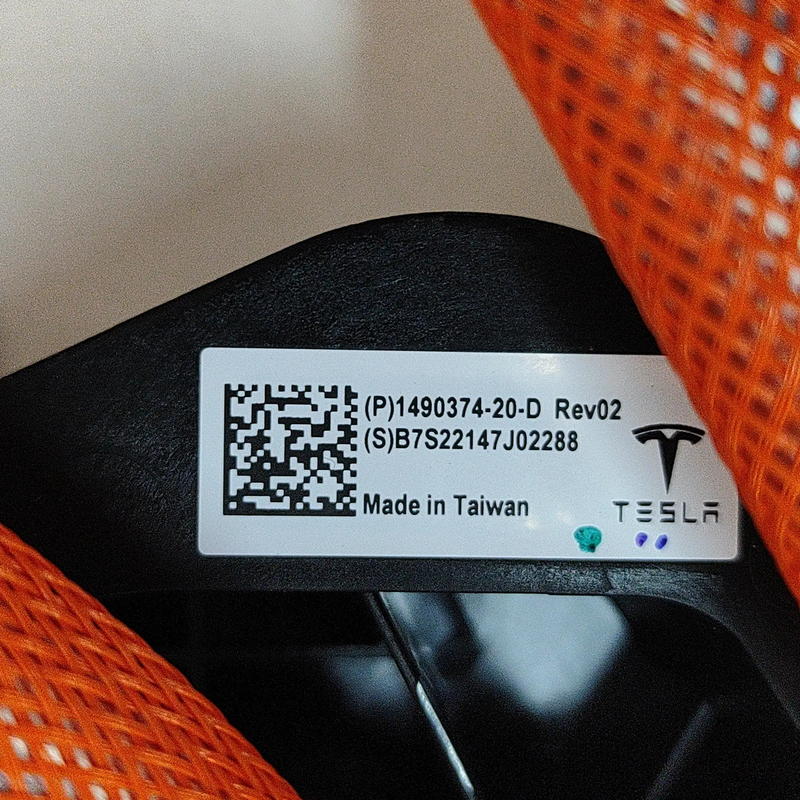 (P)1490374-20-D Rev02
(S)B7S22147J02288
Made in Taiwan
TESLA